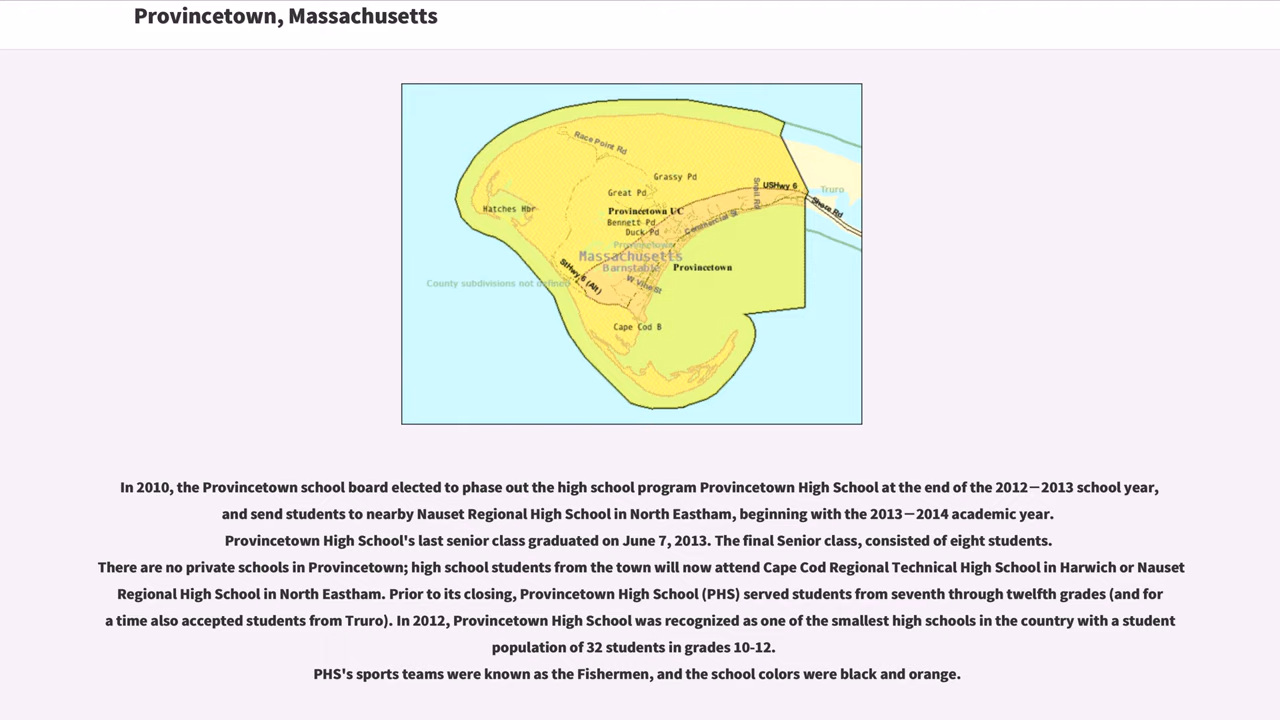 Provincetown, Massachusetts
Race Point Rd
Grassy Pd
Great Pd
Small Rd
USHwy 6
Truro
Shore Rd
Hatches Hbr
Provincetown UC
Bennett Pd
Duck Pd
Commercial St
Provincetown
Massachusetts
Barnstable
Provincetown
StHwy 6 (Alt)
W Vine St
County subdivisions not defined
Cape Cod B
In 2010, the Provincetown school board elected to phase out the high school program Provincetown High School at the end of the 2012−2013 school year,
and send students to nearby Nauset Regional High School in North Eastham, beginning with the 2013−2014 academic year.
Provincetown High School's last senior class graduated on June 7, 2013. The final Senior class, consisted of eight students.
There are no private schools in Provincetown; high school students from the town will now attend Cape Cod Regional Technical High School in Harwich or Nauset
Regional High School in North Eastham. Prior to its closing, Provincetown High School (PHS) served students from seventh through twelfth grades (and for
a time also accepted students from Truro). In 2012, Provincetown High School was recognized as one of the smallest high schools in the country with a student
population of 32 students in grades 10-12.
PHS's sports teams were known as the Fishermen, and the school colors were black and orange.